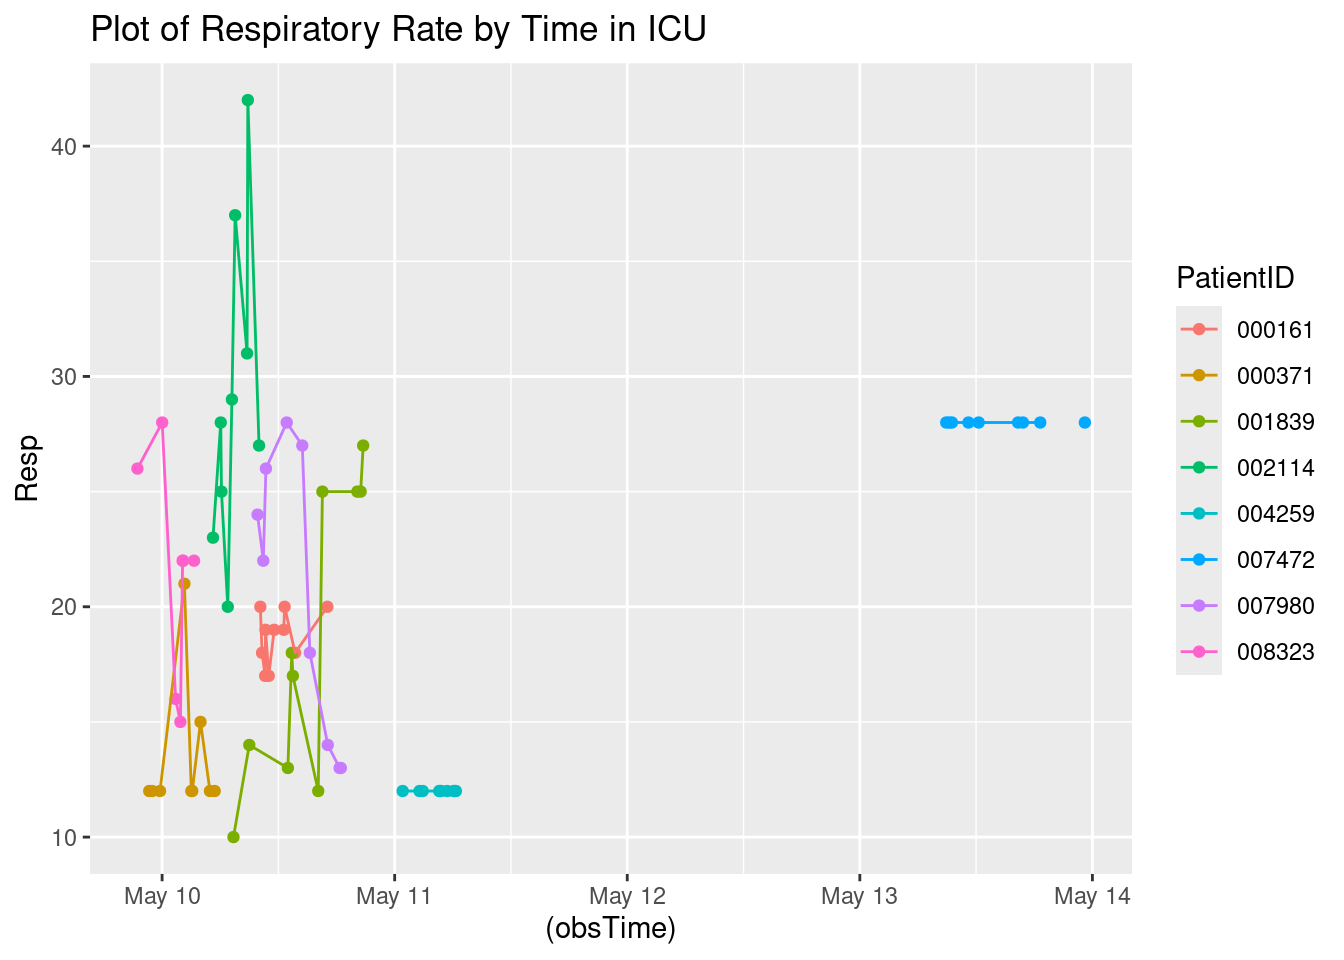 Plot of Respiratory Rate by Time in ICU
40
30
20
10
Resp
May 10
May 11
May 12
May 13
May 14
(obsTime)
PatientID
000161
000371
001839
002114
004259
007472
007980
008323